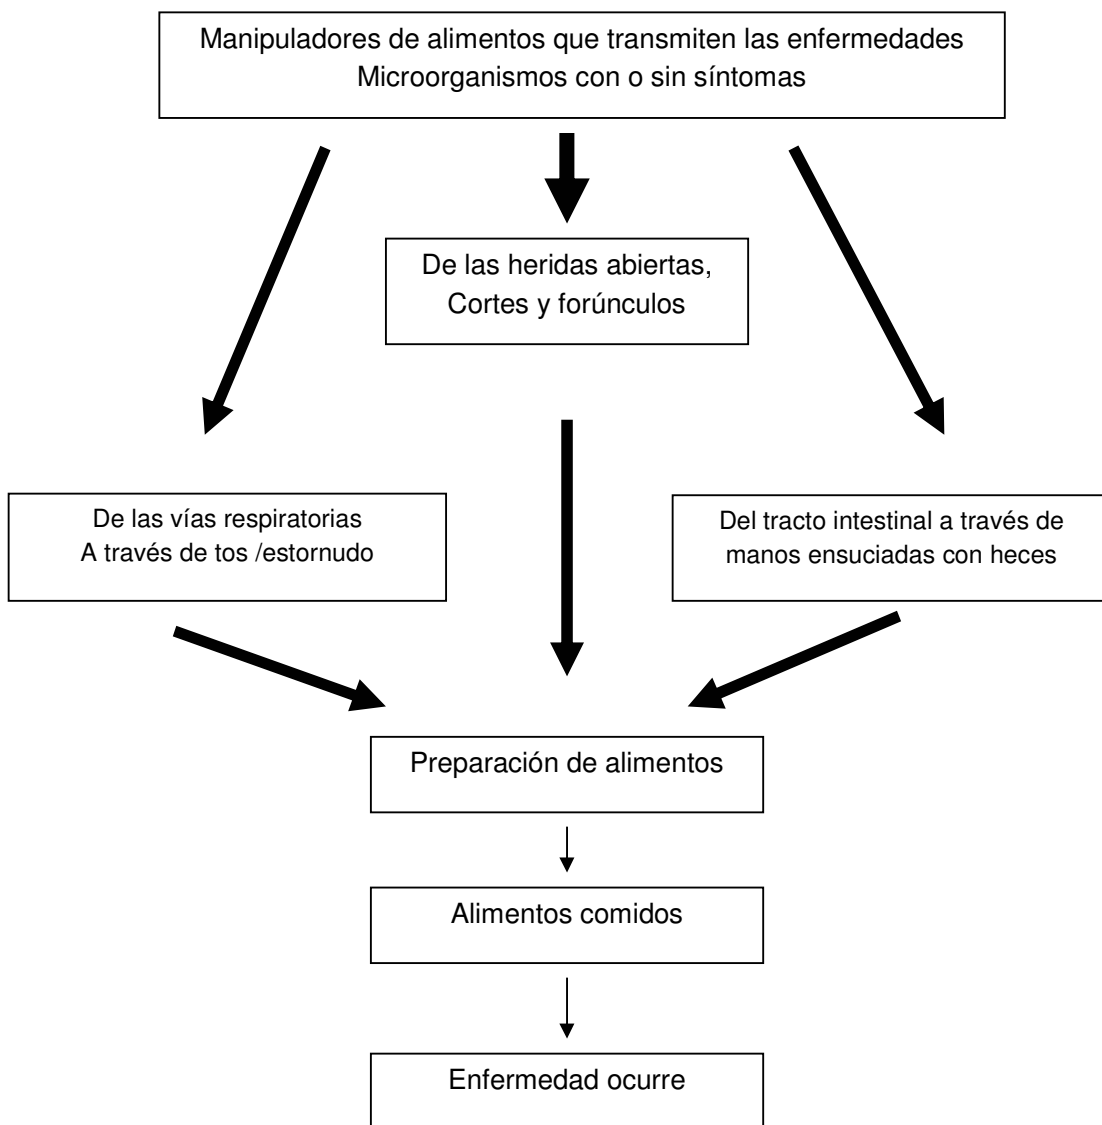 Manipuladores de alimentos que transmiten las enfermedades
Microorganismos con o sin síntomas
De las heridas abiertas,
Cortes y forúnculos
De las vías respiratorias
A través de tos /estornudo
Del tracto intestinal a través de
manos ensuciadas con heces
Preparación de alimentos
Alimentos comidos
Enfermedad ocurre